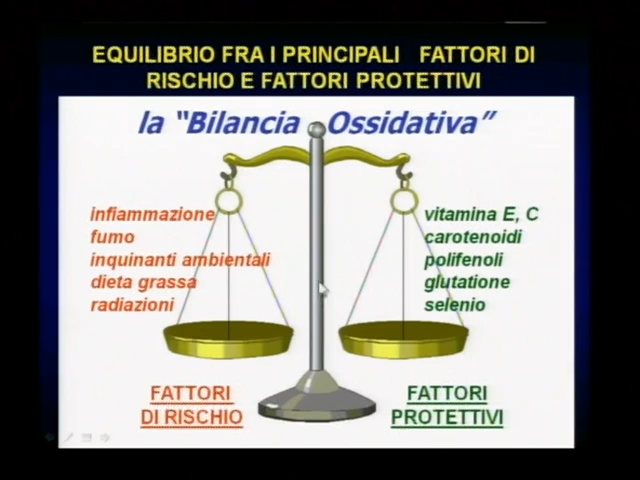 EQUILIBRIO FRA I PRINCIPALI FATTORI DI
RISCHIO E FATTORI PROTETTIVI
la “Bilancia Ossidativa”
infiammazione
fumo
inquinanti ambientali
dieta grassa
radiazioni
vitamina E, C
carotenoidi
polifenoli
glutatione
selenio
FATTORI
DI RISCHIO
FATTORI
PROTETTIVI